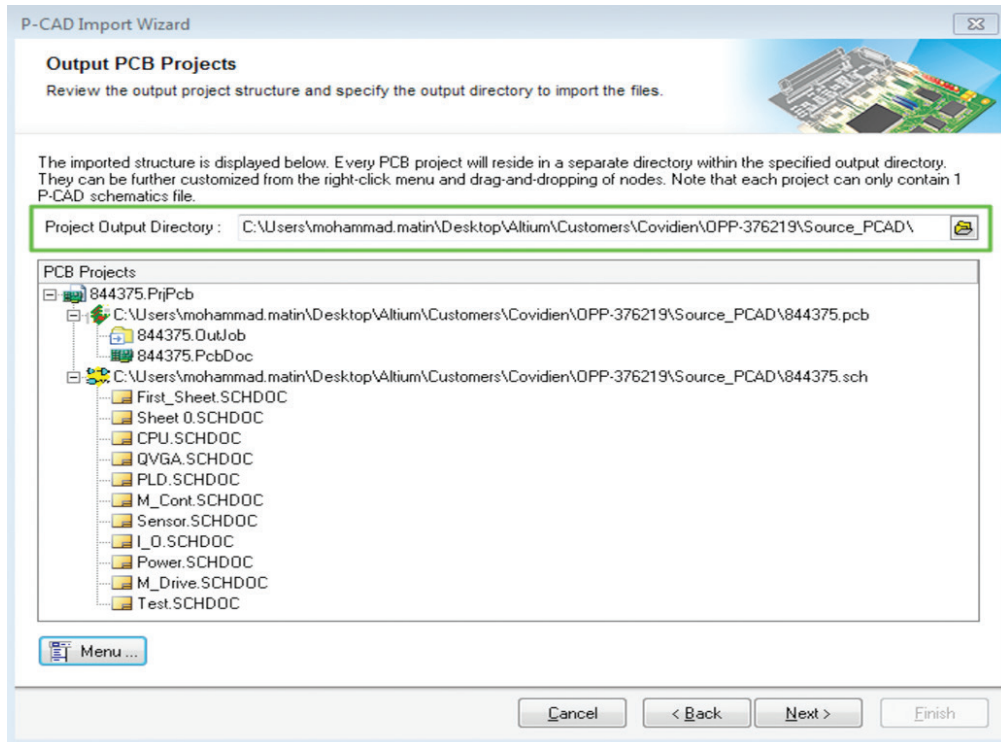 P-CAD Import Wizard
Output PCB Projects
Review the output project structure and specify the output directory to import the files.
The imported structure is displayed below. Every PCB project will reside in a separate directory within the specified output directory.
They can be further customized from the right-click menu and drag-and-dropping of nodes. Note that each project can only contain 1
P-CAD schematics file.
Project Output Directory : C:\Users\mohammad.matin\Desktop\Altium\Customers\Covidien\OPP-376219\Source_PCAD\
PCB Projects
844375.PrjPcb
C:\Users\mohammad.matin\Desktop\Altium\Customers\Covidien\OPP-376219\Source_PCAD\844375.pcb
844375.OutJob
844375.PcbDoc
C:\Users\mohammad.matin\Desktop\Altium\Customers\Covidien\OPP-376219\Source_PCAD\844375.sch
First_Sheet.SCHDOC
Sheet 0.SCHDOC
CPU.SCHDOC
QVGA.SCHDOC
PLD.SCHDOC
M_Cont.SCHDOC
Sensor.SCHDOC
I_O.SCHDOC
Power.SCHDOC
M_Drive.SCHDOC
Test.SCHDOC
Menu ...
Cancel < Back Next > Finish